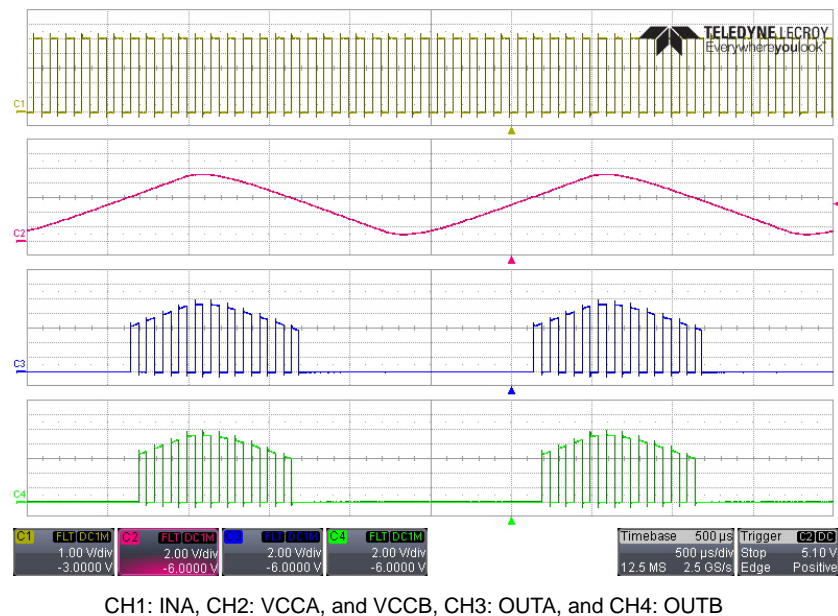 TELEDYNE LECROY
Everywhereyoulook
C1
C2
C3
C4
C1 FLT DC1M
1.00 V/div
-3.0000 V
C2 FLT DC1M
2.00 V/div
-6.0000 V
C3 FLT DC1M
2.00 V/div
-6.0000 V
C4 FLT DC1M
2.00 V/div
-6.0000 V
Timebase 500 µs
500 µs/div
12.5 MS 2.5 GS/s
Trigger C2 DC
Stop 5.10 V
Edge Positive
CH1: INA, CH2: VCCA, and VCCB, CH3: OUTA, and CH4: OUTB